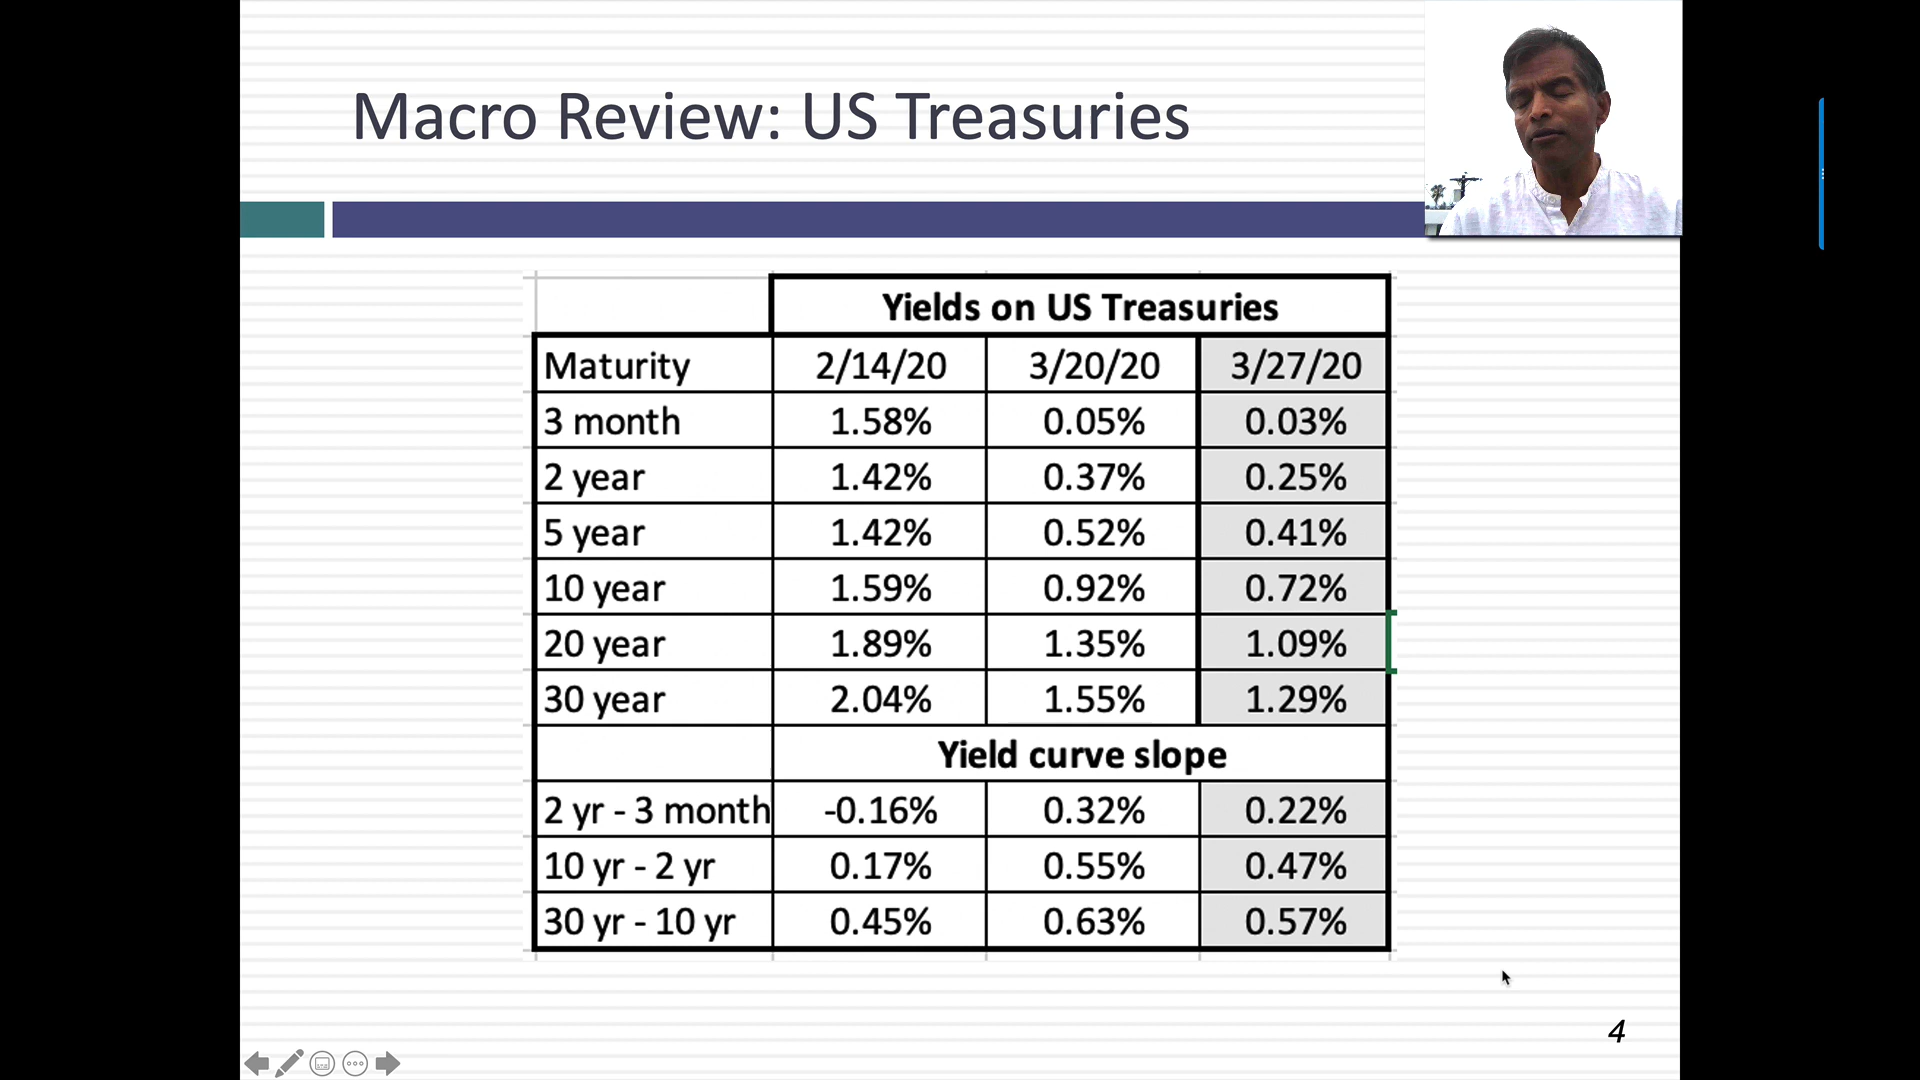 Macro Review: US Treasuries
Yields on US Treasuries
Maturity 2/14/20 3/20/20 3/27/20
3 month 1.58% 0.05% 0.03%
2 year 1.42% 0.37% 0.25%
5 year 1.42% 0.52% 0.41%
10 year 1.59% 0.92% 0.72%
20 year 1.89% 1.35% 1.09%
30 year 2.04% 1.55% 1.29%
Yield curve slope
2 yr - 3 month -0.16% 0.32% 0.22%
10 yr - 2 yr 0.17% 0.55% 0.47%
30 yr - 10 yr 0.45% 0.63% 0.57%
4